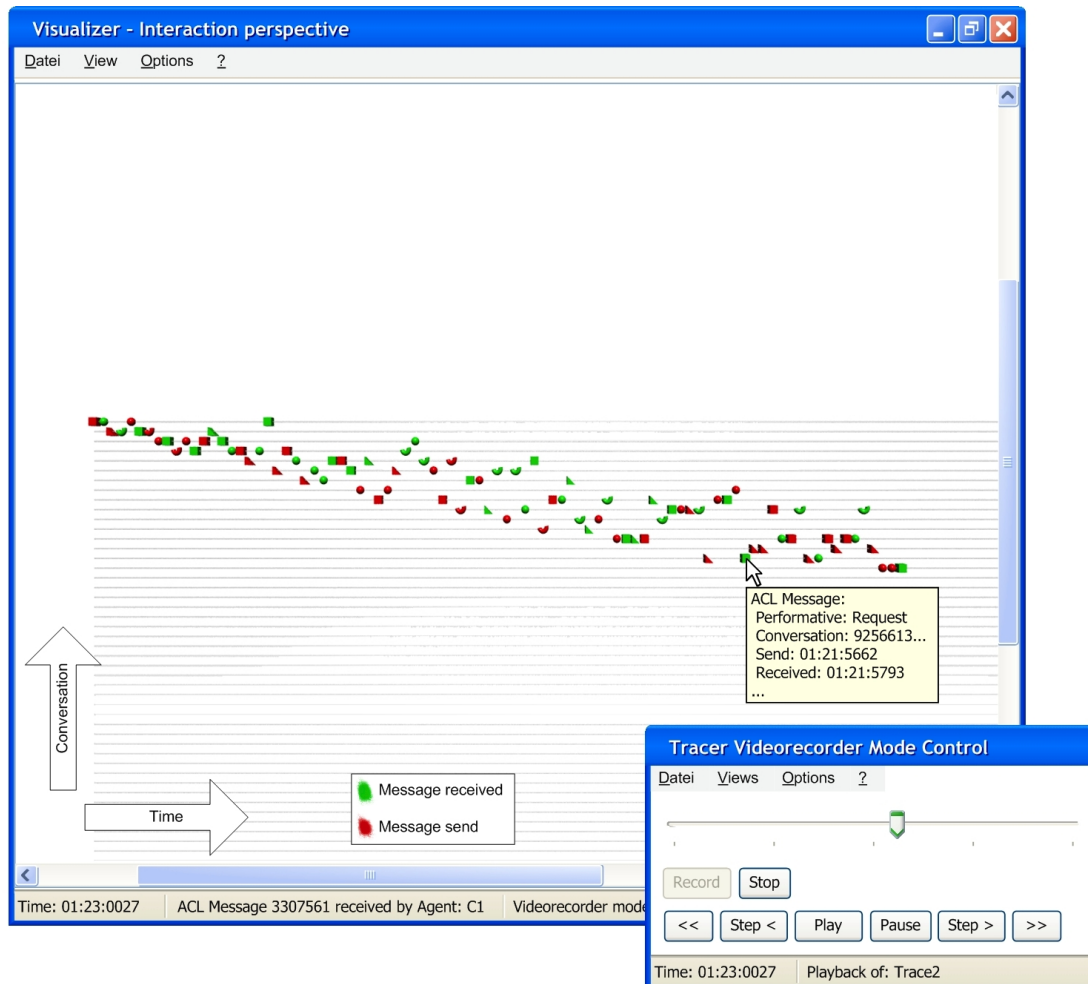 Visualizer - Interaction perspective
Datei View Options ?
ACL Message:
Performative: Request
Conversation: 9256613...
Send: 01:21:5662
Received: 01:21:5793
...
Conversation
Time
Message received
Message send
Time: 01:23:0027 ACL Message 3307561 received by Agent: C1 Videorecorder mode
Tracer Videorecorder Mode Control
Datei Views Options ?
Record Stop
<< Step < Play Pause Step > >>
Time: 01:23:0027 Playback of: Trace2